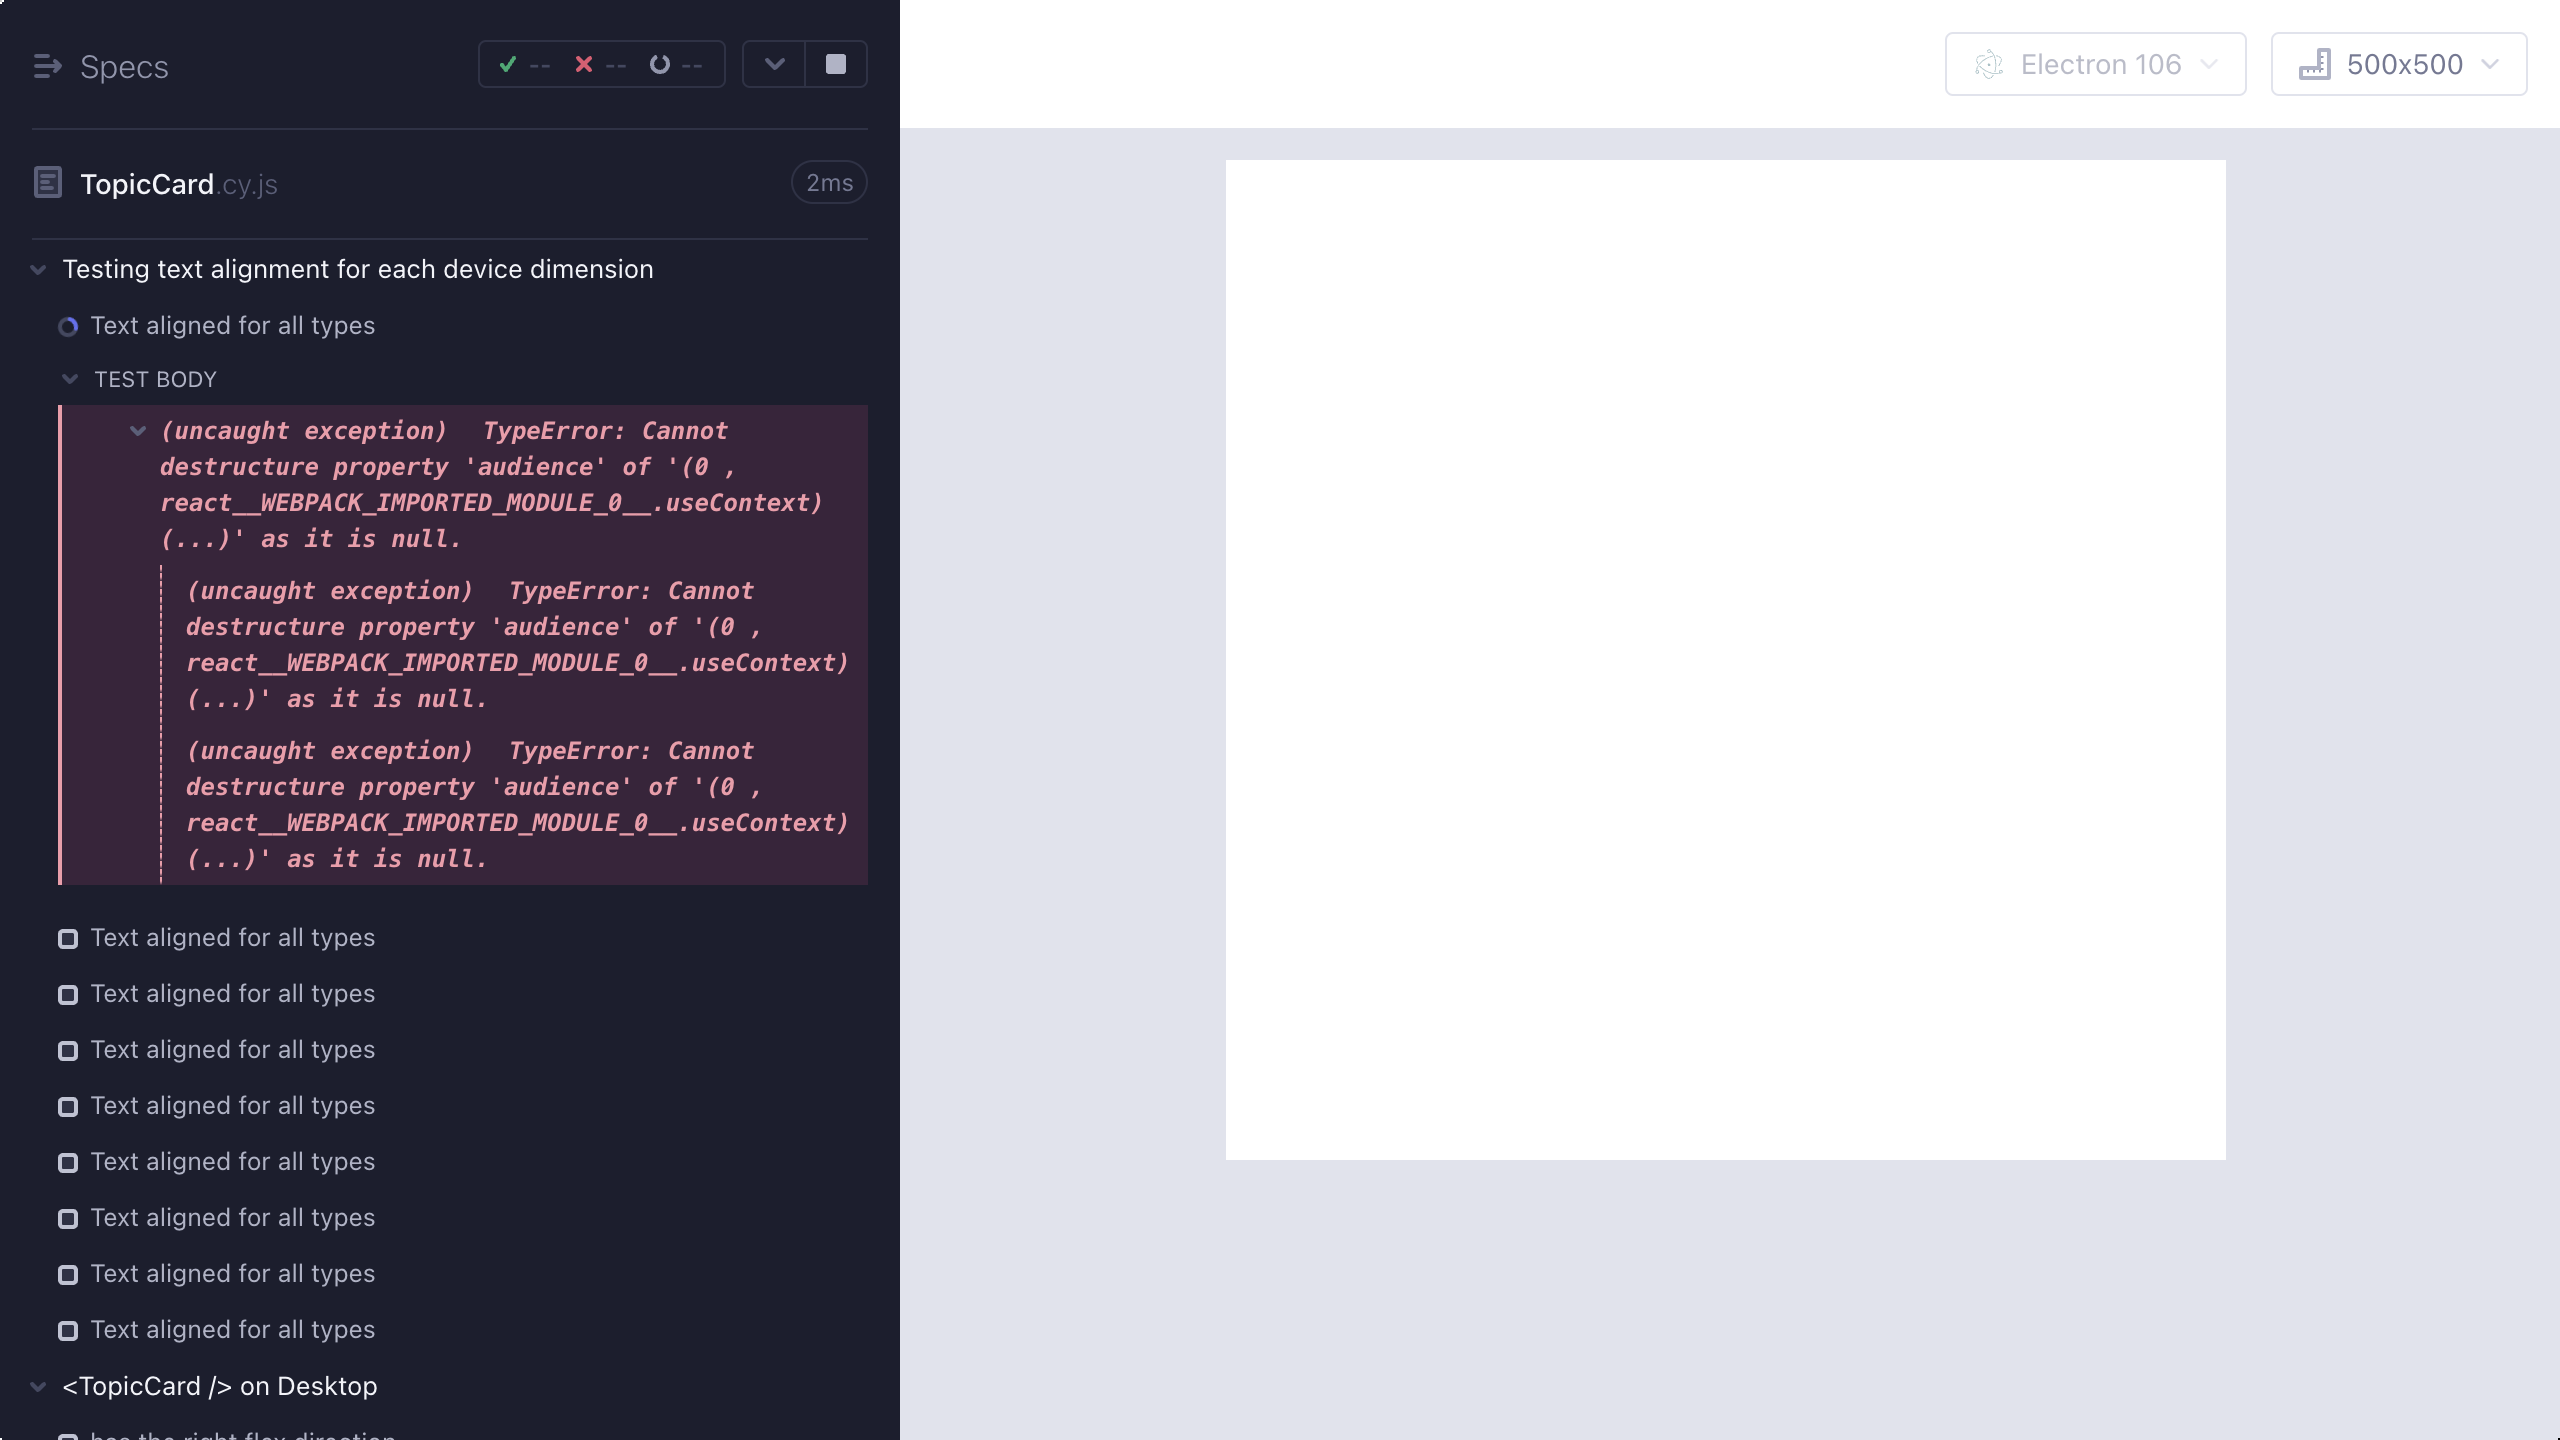 Specs
-- -- --
Electron 106
500x500
TopicCard.cy.js
2ms
Testing text alignment for each device dimension
Text aligned for all types
TEST BODY
(uncaught exception) TypeError: Cannot
destructure property 'audience' of '(0 ,
react__WEBPACK_IMPORTED_MODULE_0__.useContext)
(...)' as it is null.
(uncaught exception) TypeError: Cannot
destructure property 'audience' of '(0 ,
react__WEBPACK_IMPORTED_MODULE_0__.useContext)
(...)' as it is null.
(uncaught exception) TypeError: Cannot
destructure property 'audience' of '(0 ,
react__WEBPACK_IMPORTED_MODULE_0__.useContext)
(...)' as it is null.
Text aligned for all types
Text aligned for all types
Text aligned for all types
Text aligned for all types
Text aligned for all types
Text aligned for all types
Text aligned for all types
Text aligned for all types
<TopicCard /> on Desktop
has the right flex direction